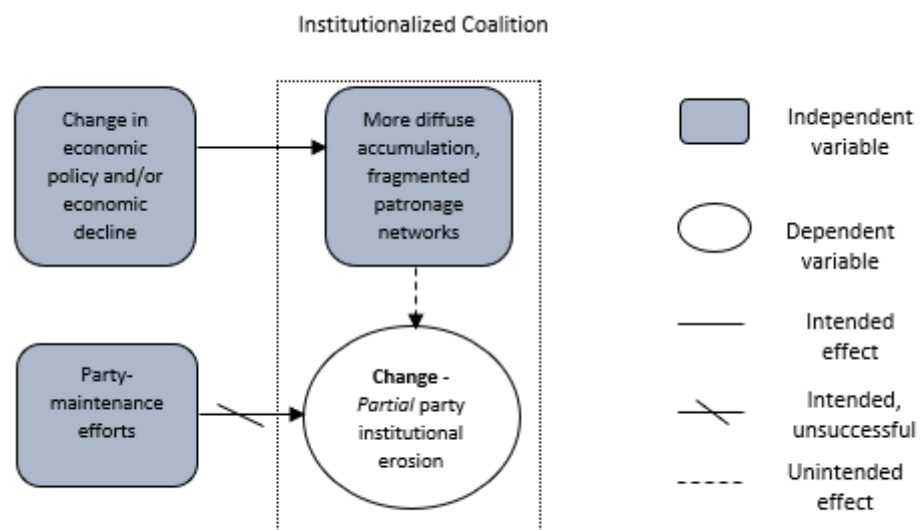 Institutionalized Coalition
Change in
economic
policy and/or
economic
decline
More diffuse
accumulation,
fragmented
patronage
networks
Party-
maintenance
efforts
Change -
Partial party
institutional
erosion
Independent
variable
Dependent
variable
Intended
effect
Intended,
unsuccessful
Unintended
effect